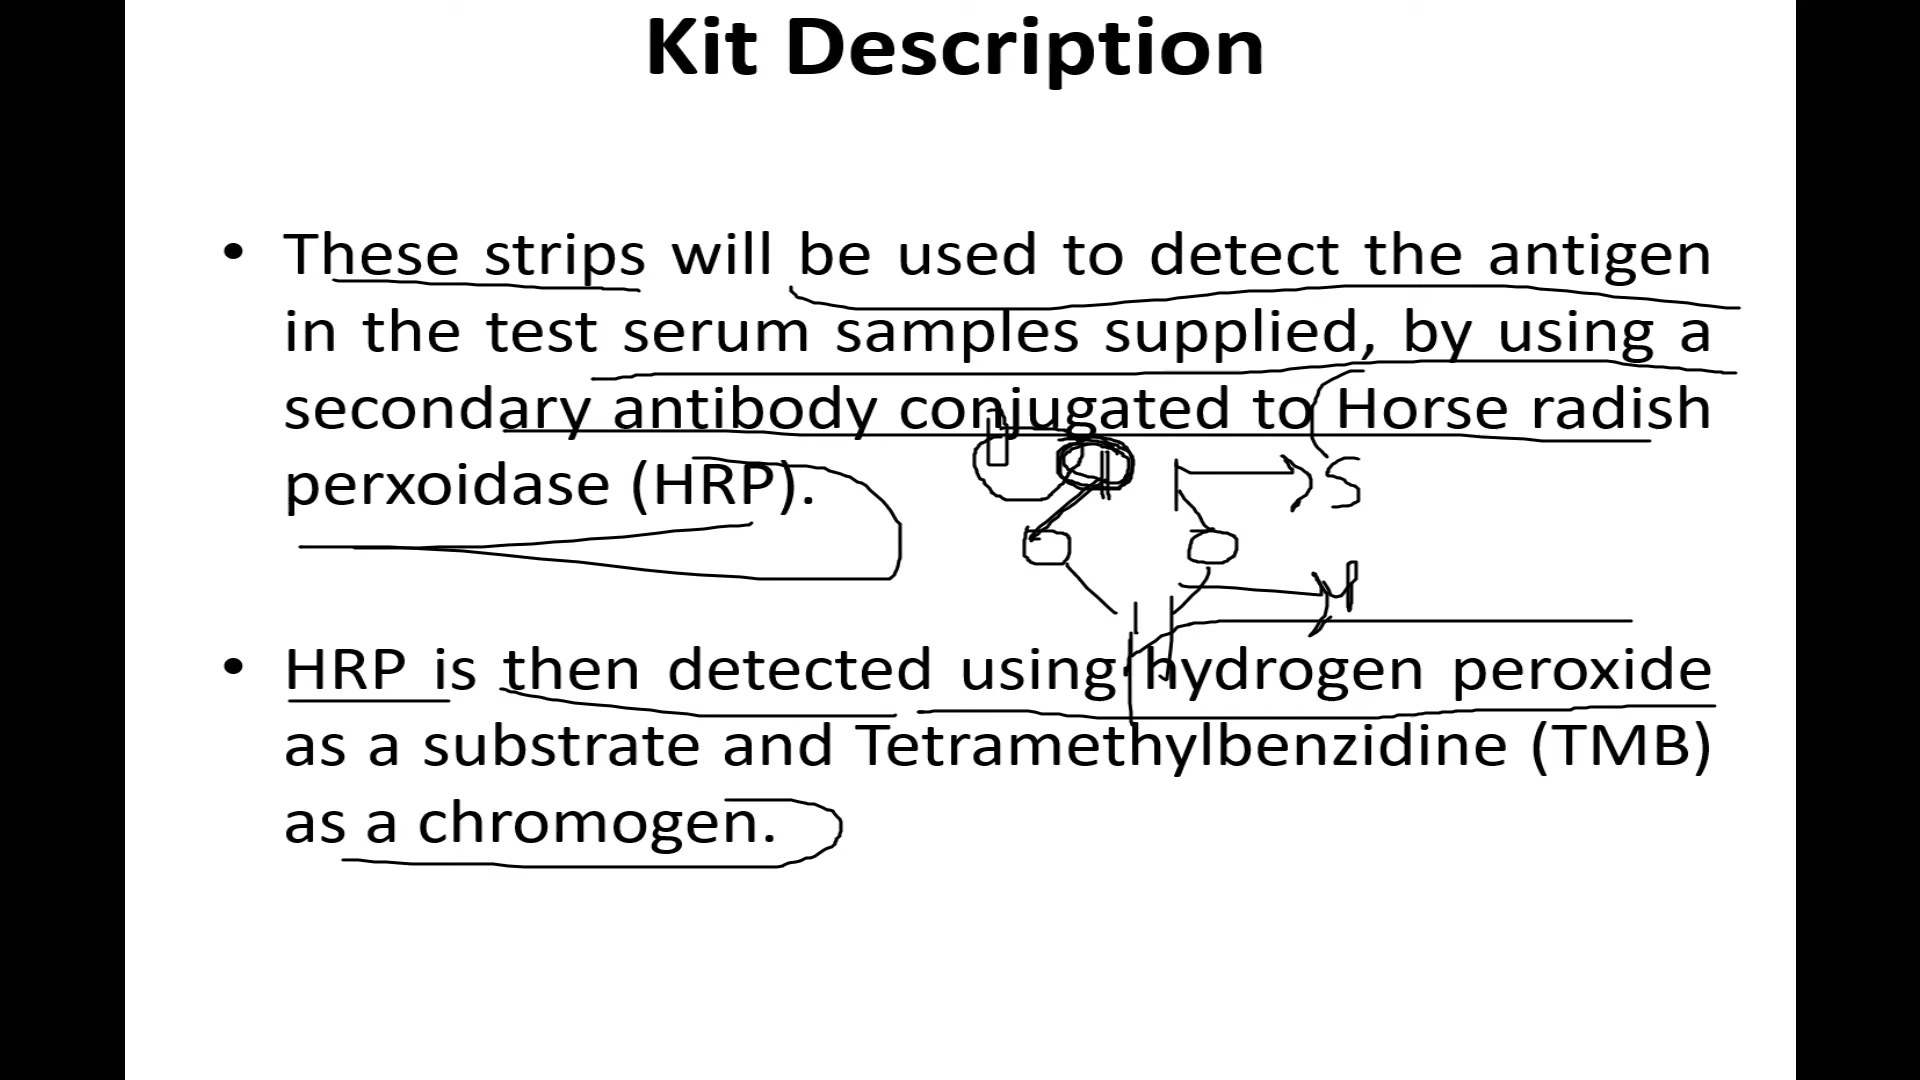 Kit Description
• These strips will be used to detect the antigen
in the test serum samples supplied, by using a
secondary antibody conjugated to Horse radish
perxoidase (HRP).
• HRP is then detected using hydrogen peroxide
as a substrate and Tetramethylbenzidine (TMB)
as a chromogen.